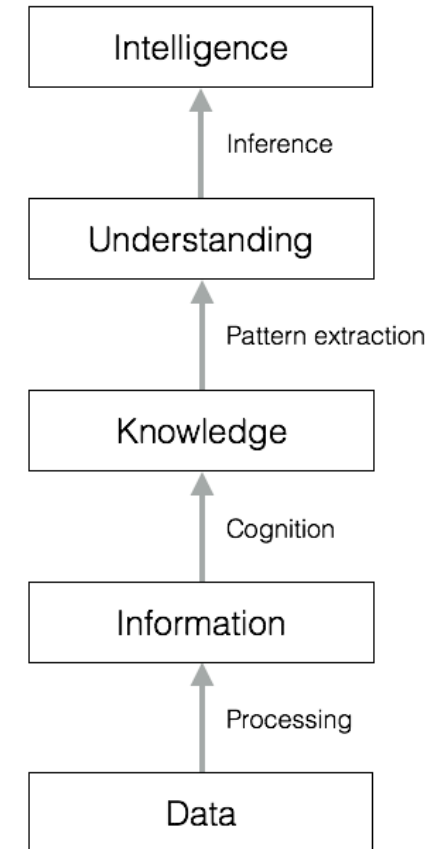 Intelligence
Inference
Understanding
Pattern extraction
Knowledge
Cognition
Information
Processing
Data